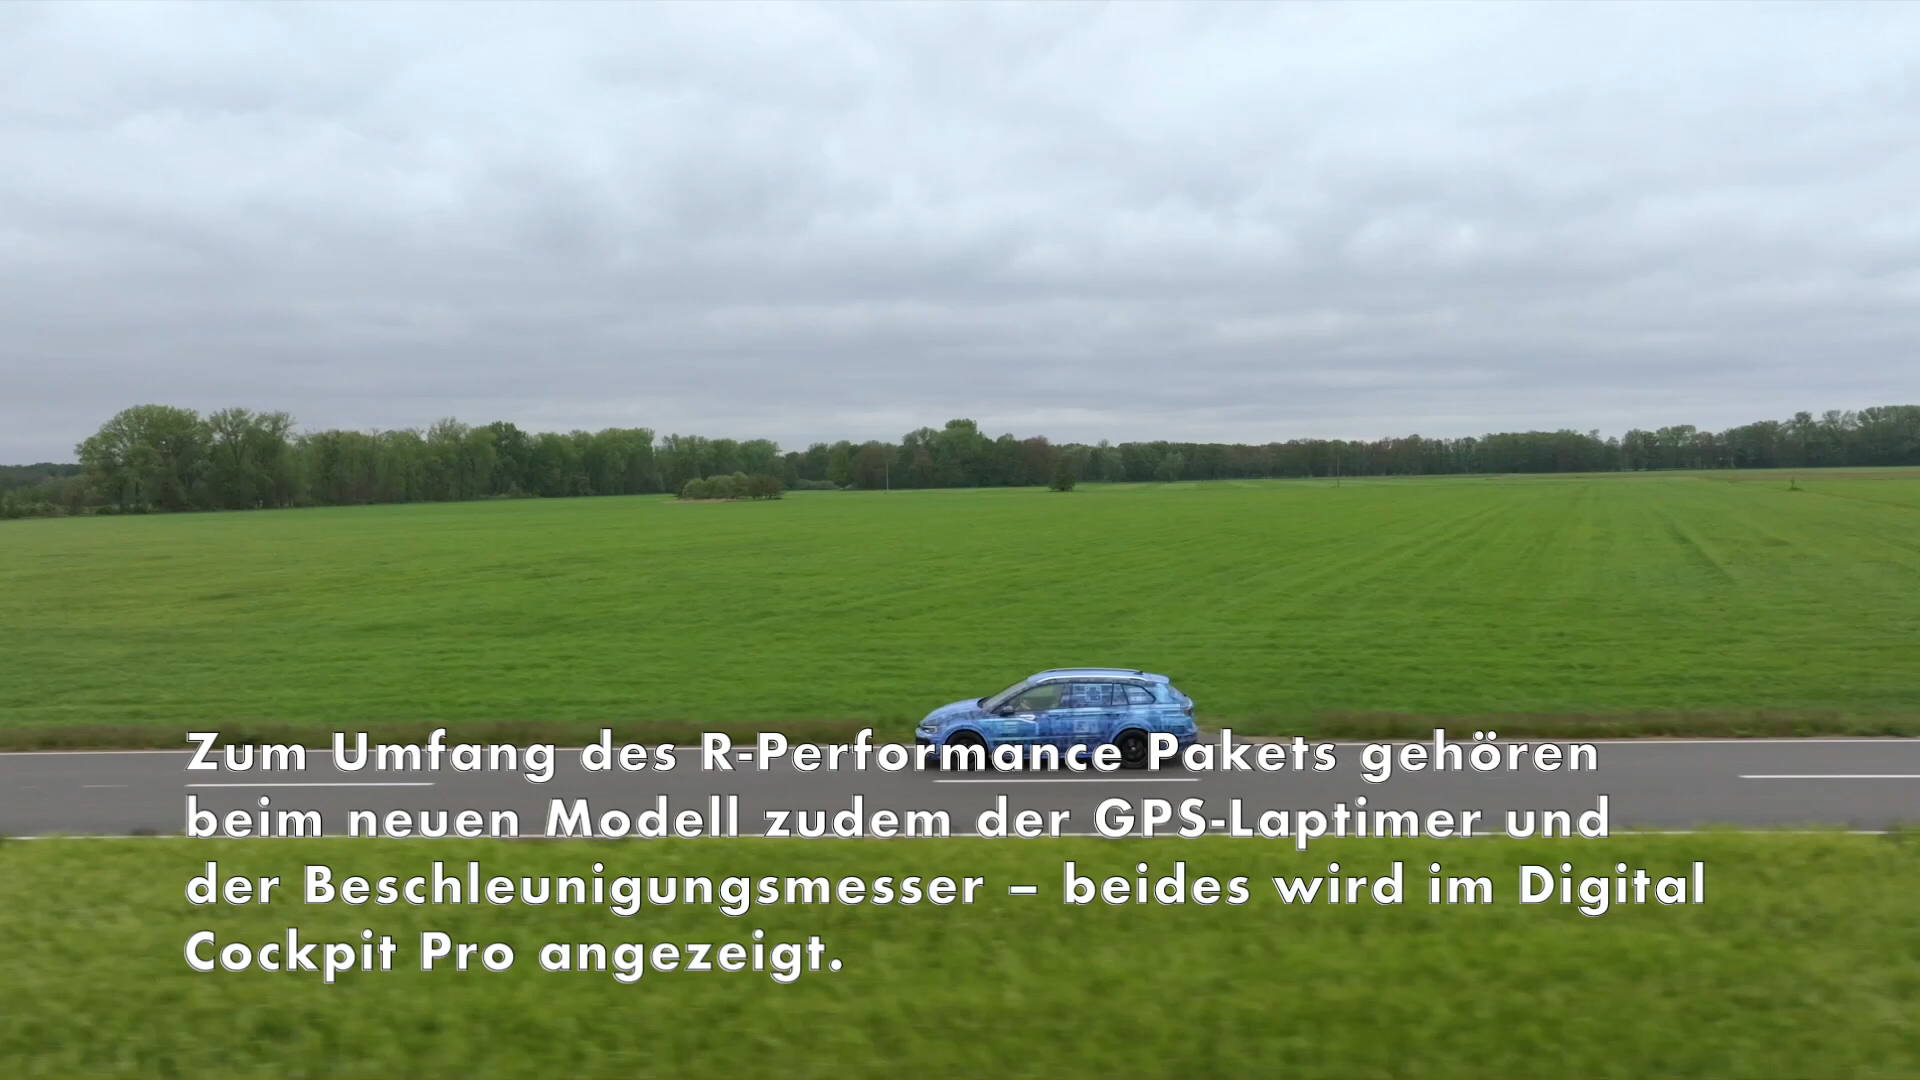 Zum Umfang des R-Performance Pakets gehören
beim neuen Modell zudem der GPS-Laptimer und
der Beschleunigungsmesser – beides wird im Digital
Cockpit Pro angezeigt.